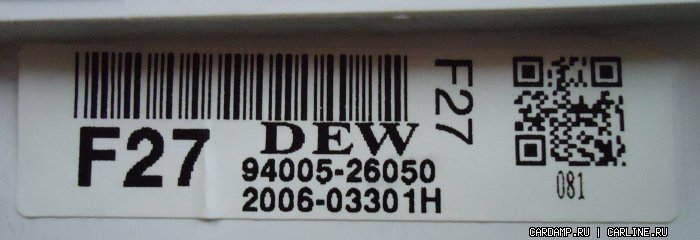 F27
DEW
94005-26050
2006-03301H
F27
081
CARDAMP.RU | CARLINE.RU